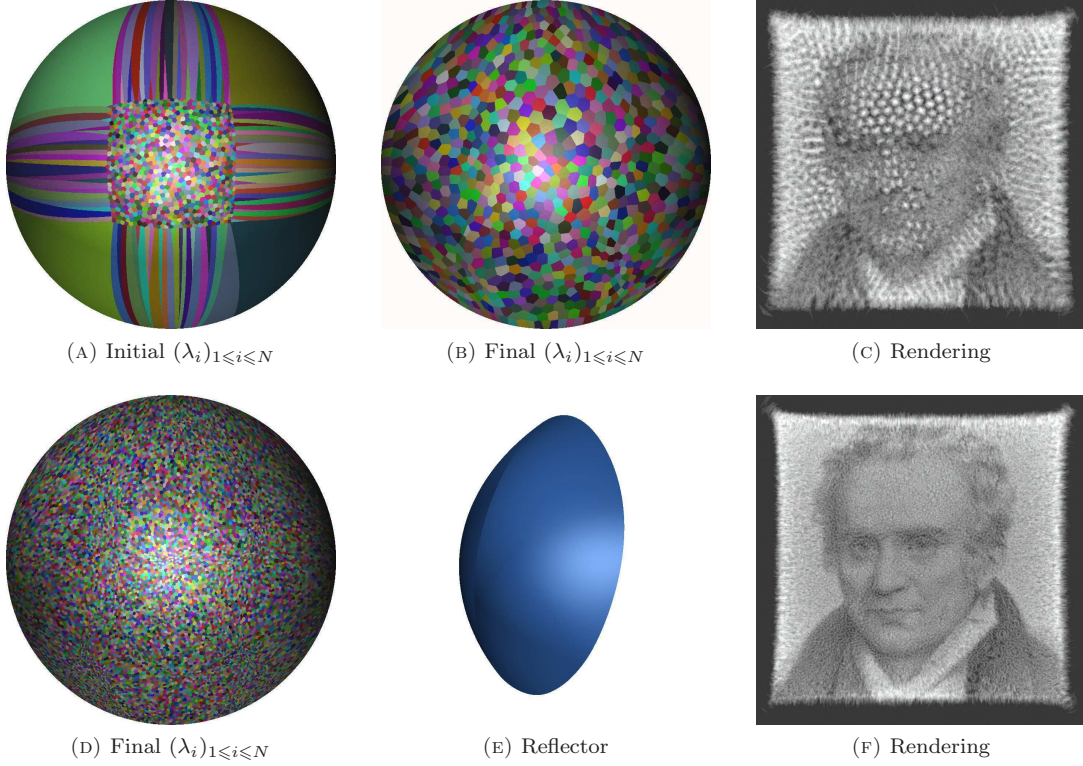 (A) Initial (λᵢ)₁⩽ᵢ⩽N
(B) Final (λᵢ)₁⩽ᵢ⩽N
(C) Rendering
(D) Final (λᵢ)₁⩽ᵢ⩽N
(E) Reflector
(F) Rendering